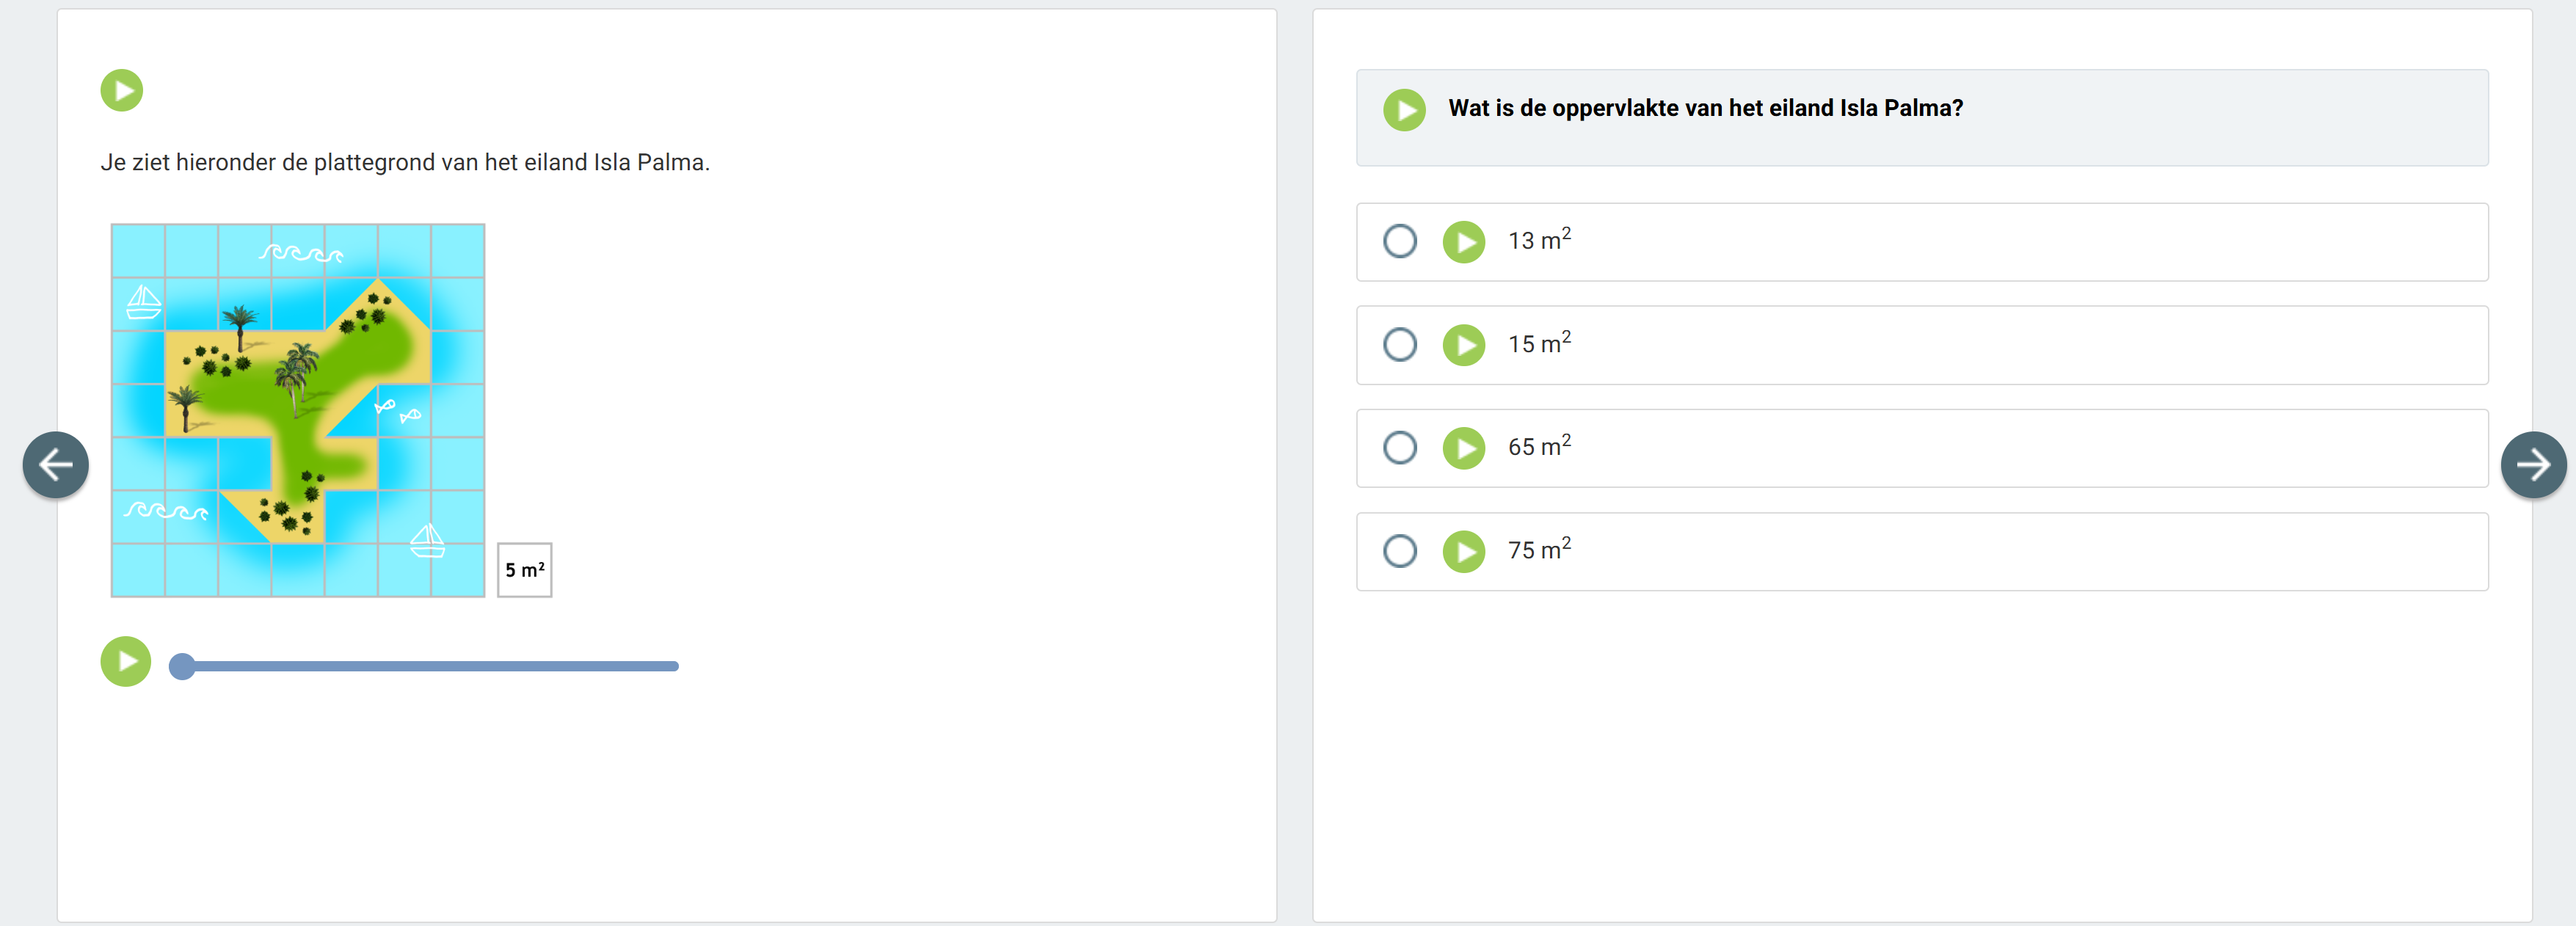 Je ziet hieronder de plattegrond van het eiland Isla Palma.
5 m²
Wat is de oppervlakte van het eiland Isla Palma?
13 m²
15 m²
65 m²
75 m²